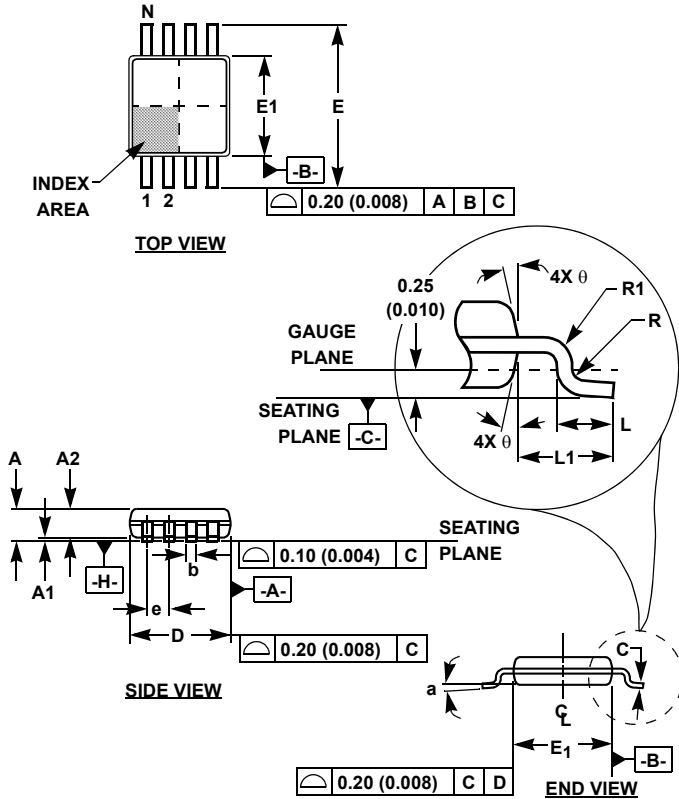 N
E1
E
-B-
INDEX
AREA
1 2
0.20 (0.008) A B C
TOP VIEW
0.25
(0.010)
4X θ
R1
R
GAUGE
PLANE
SEATING
PLANE
-C-
4X θ
L
L1
A A2
SEATING
PLANE
A1
-H-
b
0.10 (0.004) C
-A-
e
D
0.20 (0.008) C
SIDE VIEW
C
a
CL
E1
-B-
0.20 (0.008) C D
END VIEW